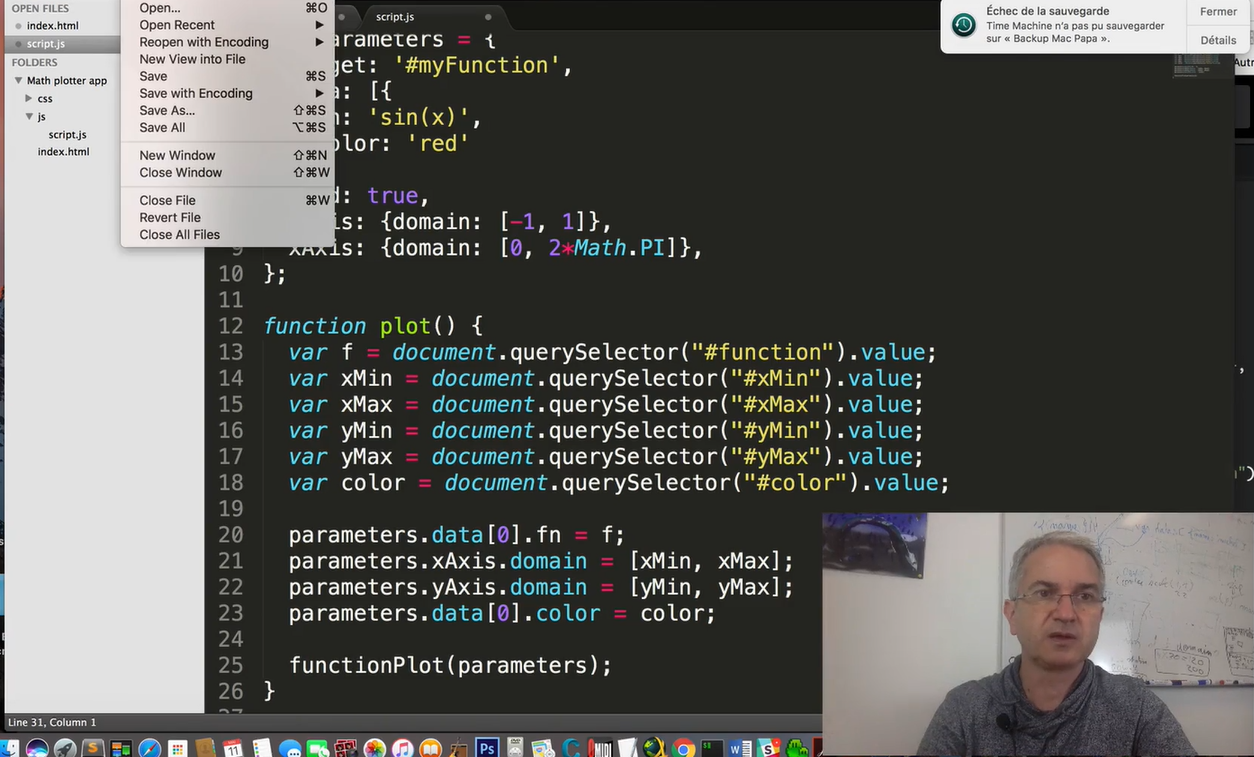 OPEN FILES
index.html
script.js
FOLDERS
Math plotter app
css
js
script.js
index.html
Open... ⌘O
Open Recent
Reopen with Encoding
New View into File
Save ⌘S
Save with Encoding
Save As... ⇧⌘S
Save All ⌥⌘S
New Window ⇧⌘N
Close Window ⇧⌘W
Close File ⌘W
Revert File
Close All Files
script.js
arameters = {
get: '#myFunction',
a: [{
n: 'sin(x)',
olor: 'red'
d: true,
is: {domain: [-1, 1]},
9 xAxis: {domain: [0, 2*Math.PI]},
10 };
11
12 function plot() {
13 var f = document.querySelector("#function").value;
14 var xMin = document.querySelector("#xMin").value;
15 var xMax = document.querySelector("#xMax").value;
16 var yMin = document.querySelector("#yMin").value;
17 var yMax = document.querySelector("#yMax").value;
18 var color = document.querySelector("#color").value;
19
20 parameters.data[0].fn = f;
21 parameters.xAxis.domain = [xMin, xMax];
22 parameters.yAxis.domain = [yMin, yMax];
23 parameters.data[0].color = color;
24
25 functionPlot(parameters);
26 }
Échec de la sauvegarde
Time Machine n'a pas pu sauvegarder
sur « Backup Mac Papa ».
Fermer
Détails
Autr
Line 31, Column 1
11
Ps
MIDI
W
S